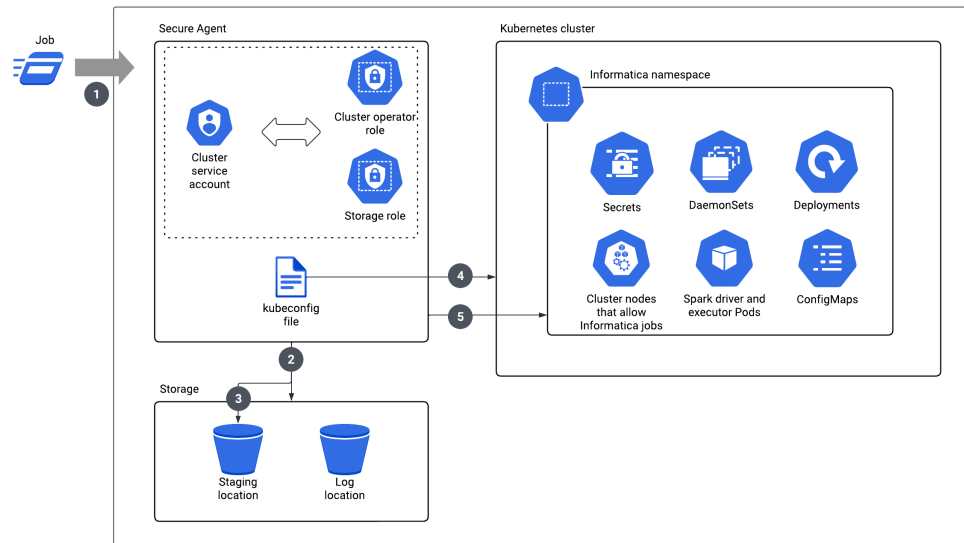 Job
1
Secure Agent
Cluster
service
account
Cluster operator
role
Storage role
kubeconfig
file
4
5
2
Storage
3
Staging
location
Log
location
Kubernetes cluster
Informatica namespace
Secrets
DaemonSets
Deployments
Cluster nodes
that allow
Informatica jobs
Spark driver and
executor Pods
ConfigMaps